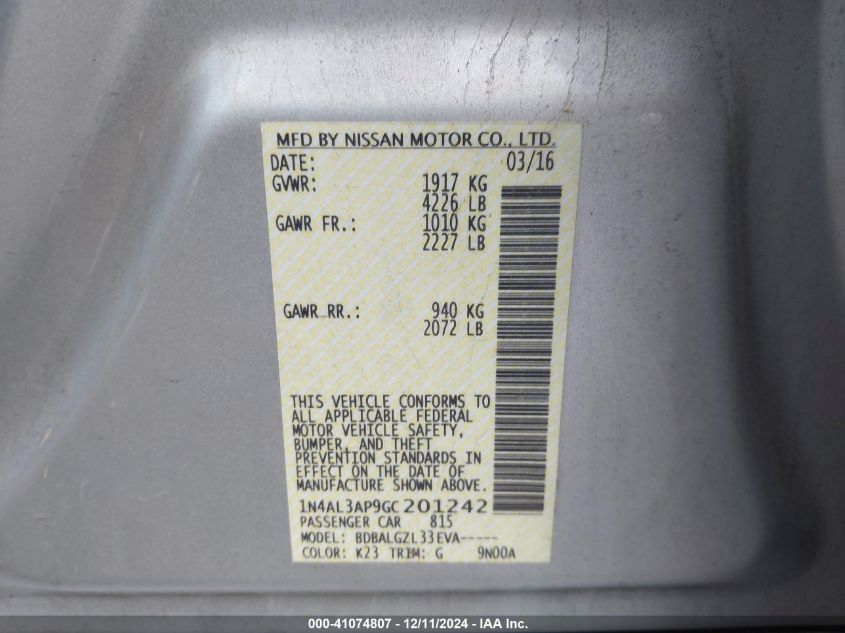 MFD BY NISSAN MOTOR CO., LTD.
DATE: 03/16
GVWR: 1917 KG
4226 LB
GAWR FR.: 1010 KG
2227 LB
GAWR RR.: 940 KG
2072 LB
THIS VEHICLE CONFORMS TO
ALL APPLICABLE FEDERAL
MOTOR VEHICLE SAFETY,
BUMPER, AND THEFT
PREVENTION STANDARDS IN
EFFECT ON THE DATE OF
MANUFACTURE SHOWN ABOVE.
1N4AL3AP9GC201242
PASSENGER CAR 815
MODEL: BDBALGZL33EVA-----
COLOR: K23 TRIM: G 9N00A
000-41074807 - 12/11/2024 - IAA Inc.